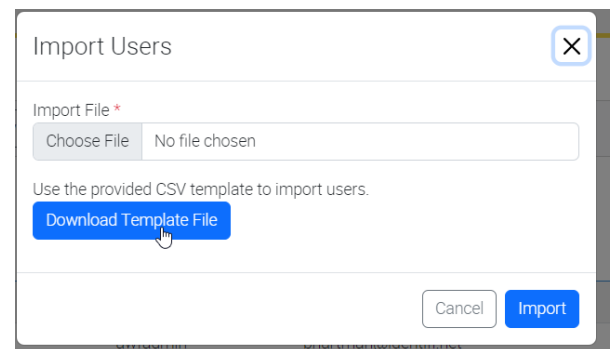 Import Users
Import File *
Choose File No file chosen
Use the provided CSV template to import users.
Download Template File
Cancel Import